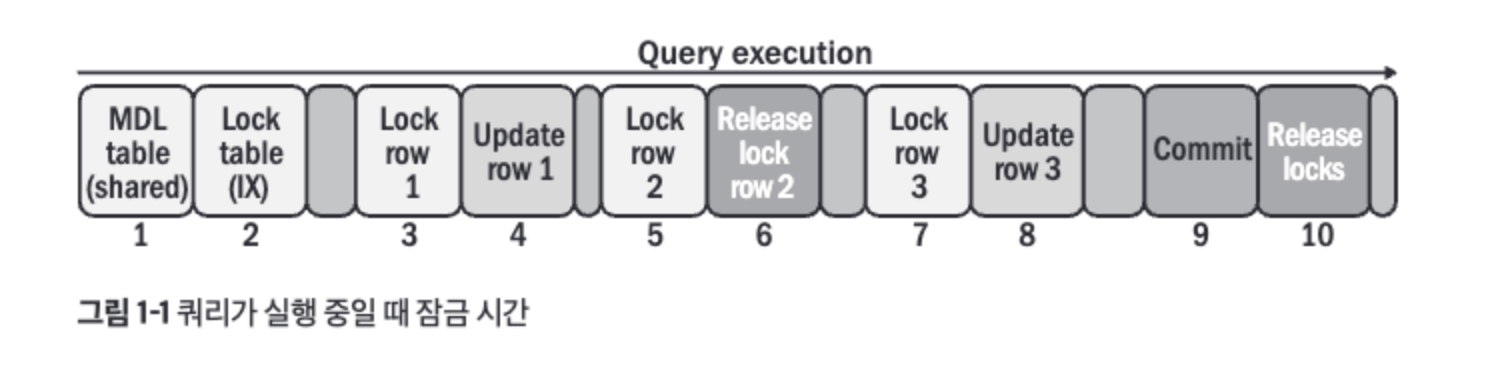 Query execution
MDL
table
(shared)
Lock
table
(IX)
Lock
row
1
Update
row 1
Lock
row
2
Release
lock
row 2
Lock
row
3
Update
row 3
Commit
Release
locks
1 2 3 4 5 6 7 8 9 10
그림 1-1 쿼리가 실행 중일 때 잠금 시간